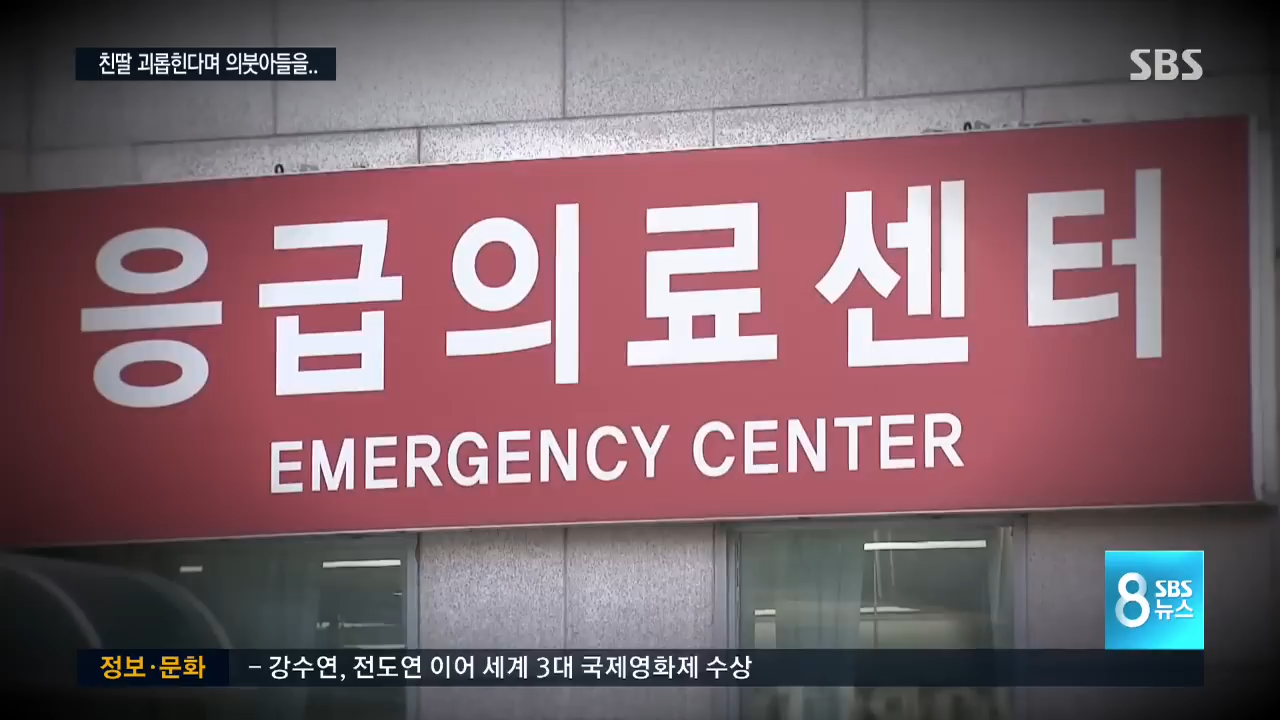 친딸 괴롭힌다며 의붓아들을..
SBS
응급의료센터
EMERGENCY CENTER
8 SBS 뉴스
정보·문화 - 강수연, 전도연 이어 세계 3대 국제영화제 수상